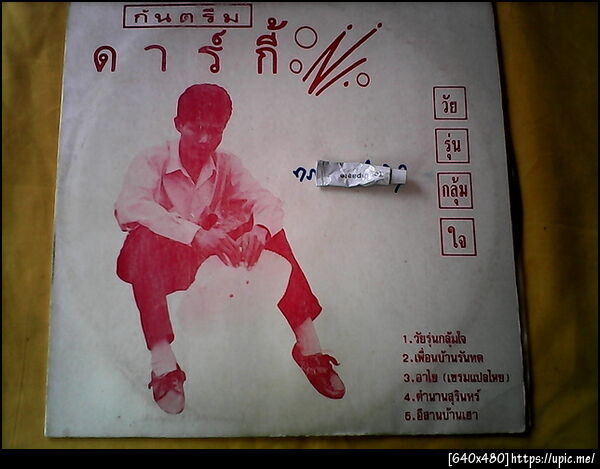 กันตรึม
ดาร์กี้
วัย
รุ่น
กลุ้ม
ใจ
1.วัยรุ่นกลุ้มใจ
2.เพื่อนบ้านรันทด
3.อาไย (เขรมแปลไทย)
4.ตำนานสุรินทร์
5.อีสานบ้านเฮา
[640x480]https://upic.me/